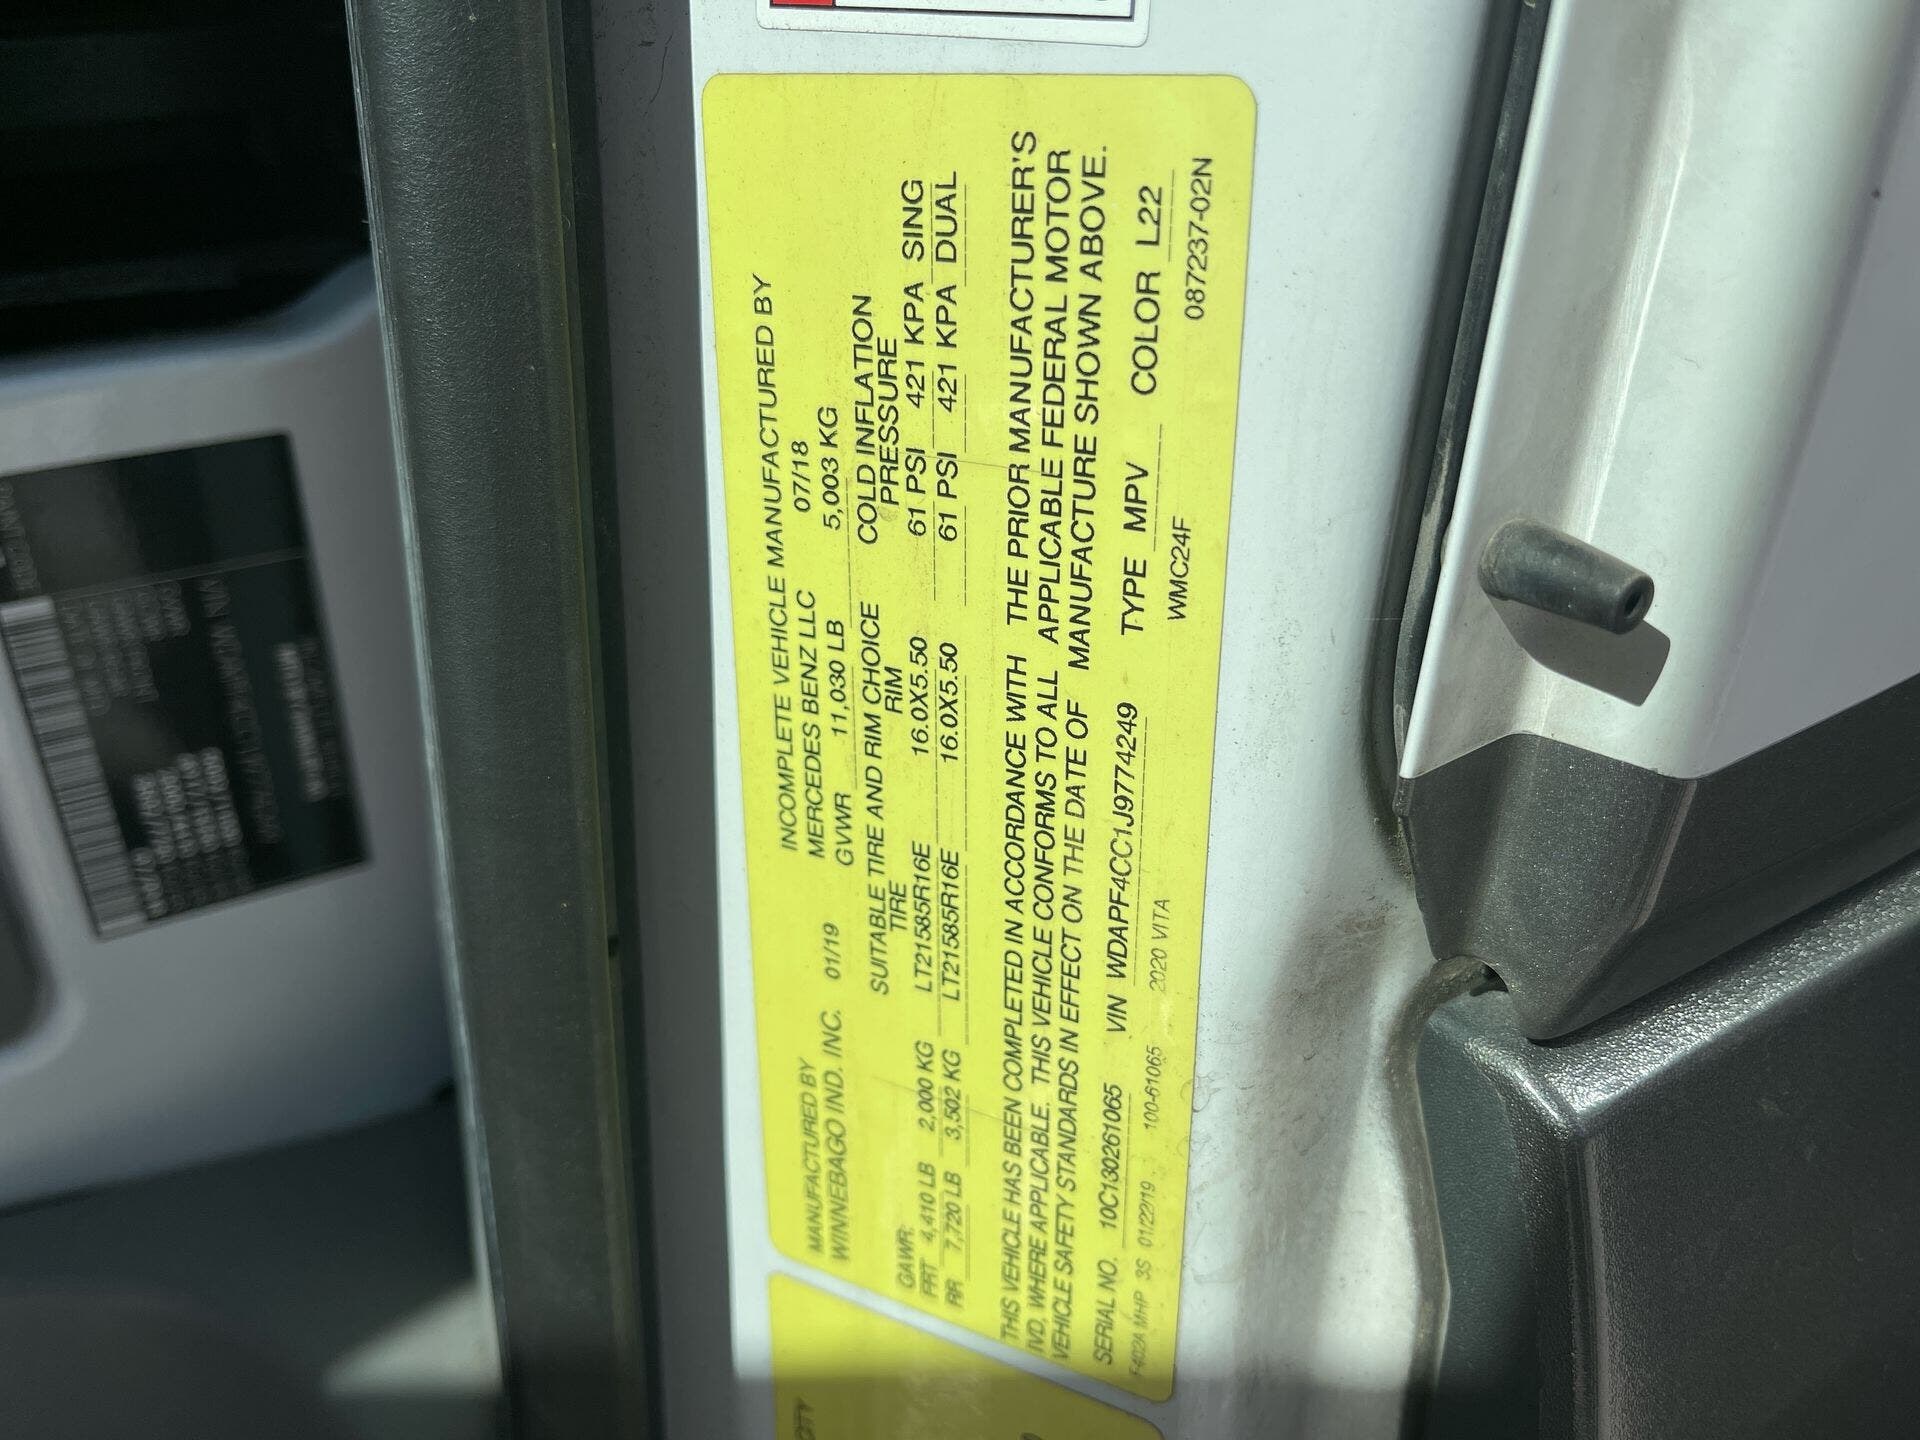 MANUFACTURED BY INCOMPLETE VEHICLE MANUFACTURED BY
WINNEBAGO IND. INC. 01/19 MERCEDES BENZ LLC 07/18
GVWR 11,030 LB 5,003 KG
GAWR: SUITABLE TIRE AND RIM CHOICE COLD INFLATION
TIRE RIM PRESSURE
FRT 4,410 LB 2,000 KG LT21585R16E 16.0X5.50 61 PSI 421 KPA SING
RR 7,720 LB 3,502 KG LT21585R16E 16.0X5.50 61 PSI 421 KPA DUAL
THIS VEHICLE HAS BEEN COMPLETED IN ACCORDANCE WITH THE PRIOR MANUFACTURER'S
IVD, WHERE APPLICABLE. THIS VEHICLE CONFORMS TO ALL APPLICABLE FEDERAL MOTOR
VEHICLE SAFETY STANDARDS IN EFFECT ON THE DATE OF MANUFACTURE SHOWN ABOVE.
SERIAL NO. 10C130261065 VIN WDAPF4CC1J9774249 TYPE MPV COLOR L22
F402A MHP 3S 01/22/19 100-61065 2020 VITA WMC24F 087237-02N